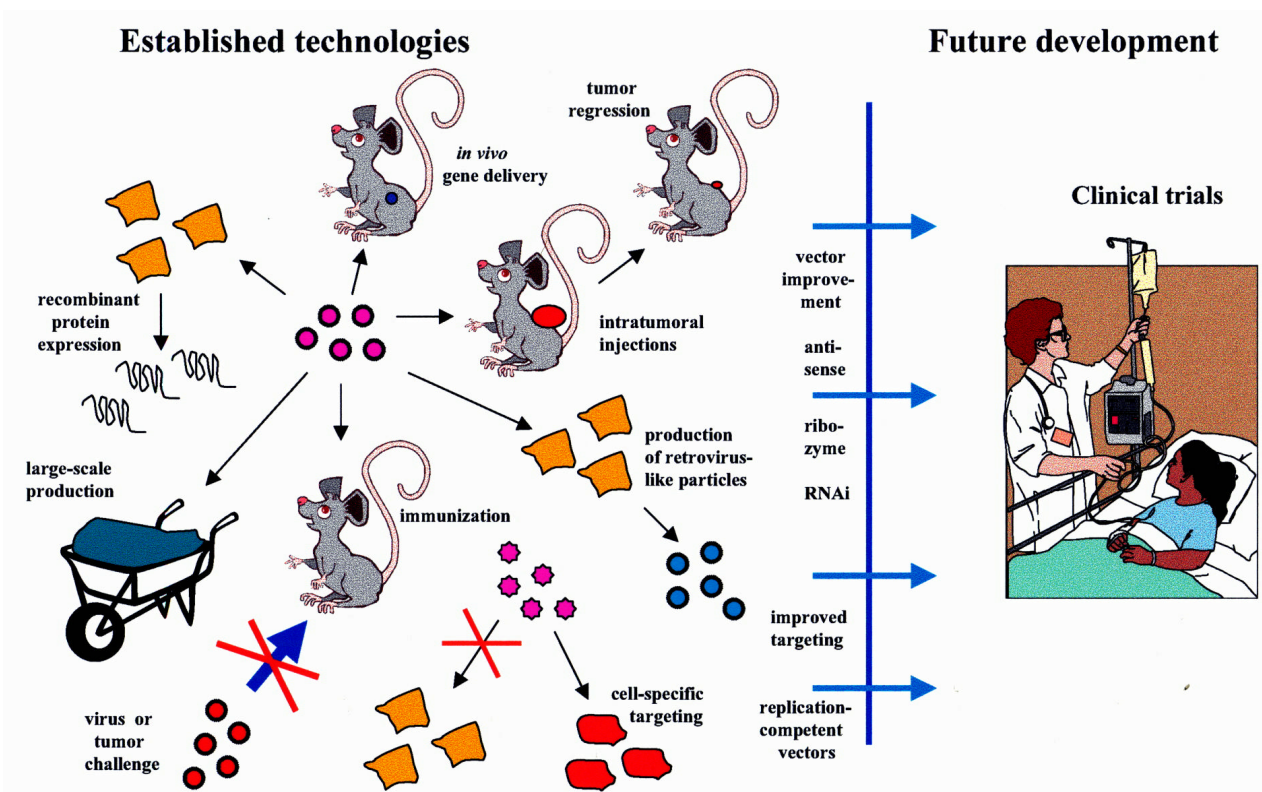 Established technologies
Future development
tumor
regression
in vivo
gene delivery
Clinical trials
recombinant
protein
expression
intratumoral
injections
vector
improve-
ment
anti-
sense
ribo-
zyme
RNAi
production
of retrovirus-
like particles
large-scale
production
immunization
improved
targeting
cell-specific
targeting
virus or
tumor
challenge
replication-
competent
vectors